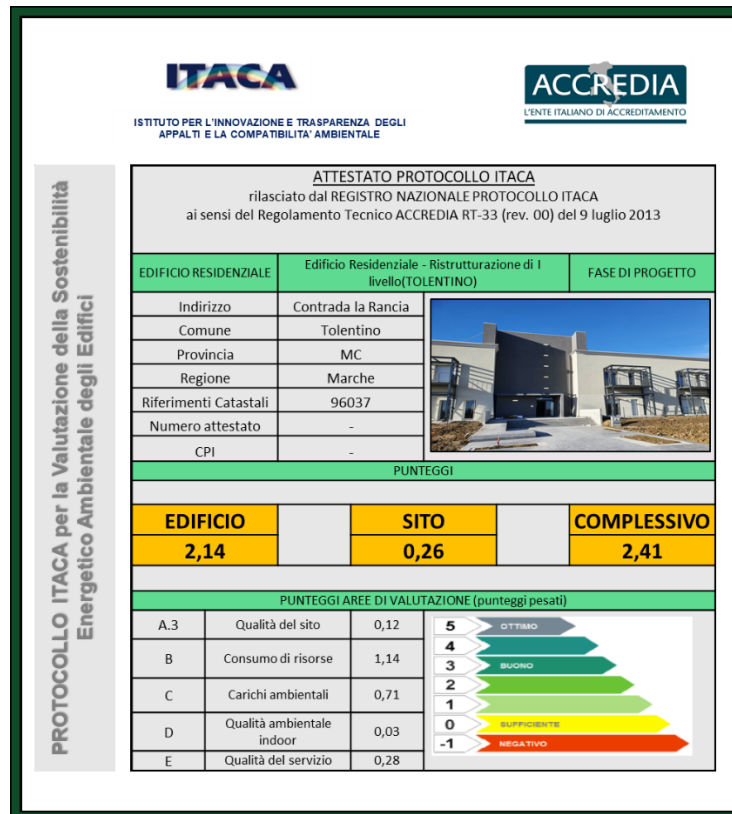 ITACA
ISTITUTO PER L'INNOVAZIONE E TRASPARENZA DEGLI
APPALTI E LA COMPATIBILITA' AMBIENTALE
ACCREDIA
L'ENTE ITALIANO DI ACCREDITAMENTO
PROTOCOLLO ITACA per la Valutazione della Sostenibilità
Energetico Ambientale degli Edifici
ATTESTATO PROTOCOLLO ITACA
rilasciato dal REGISTRO NAZIONALE PROTOCOLLO ITACA
ai sensi del Regolamento Tecnico ACCREDIA RT-33 (rev. 00) del 9 luglio 2013
EDIFICIO RESIDENZIALE
Edifício Residenziale - Ristrutturazione di I
livello(TOLENTINO)
FASE DI PROGETTO
Indirizzo Contrada la Rancia
Comune Tolentino
Provincia MC
Regione Marche
Riferimenti Catastali 96037
Numero attestato -
CPI -
PUNTEGGI
EDIFICIO SITO COMPLESSIVO
2,14 0,26 2,41
PUNTEGGI AREE DI VALUTAZIONE (punteggi pesati)
A.3 Qualità del sito 0,12
B Consumo di risorse 1,14
C Carichi ambientali 0,71
D Qualità ambientale
indoor 0,03
E Qualità del servizio 0,28
5 OTTIMO
4
3 BUONO
2
1
0 SUFFICIENTE
-1 NEGATIVO